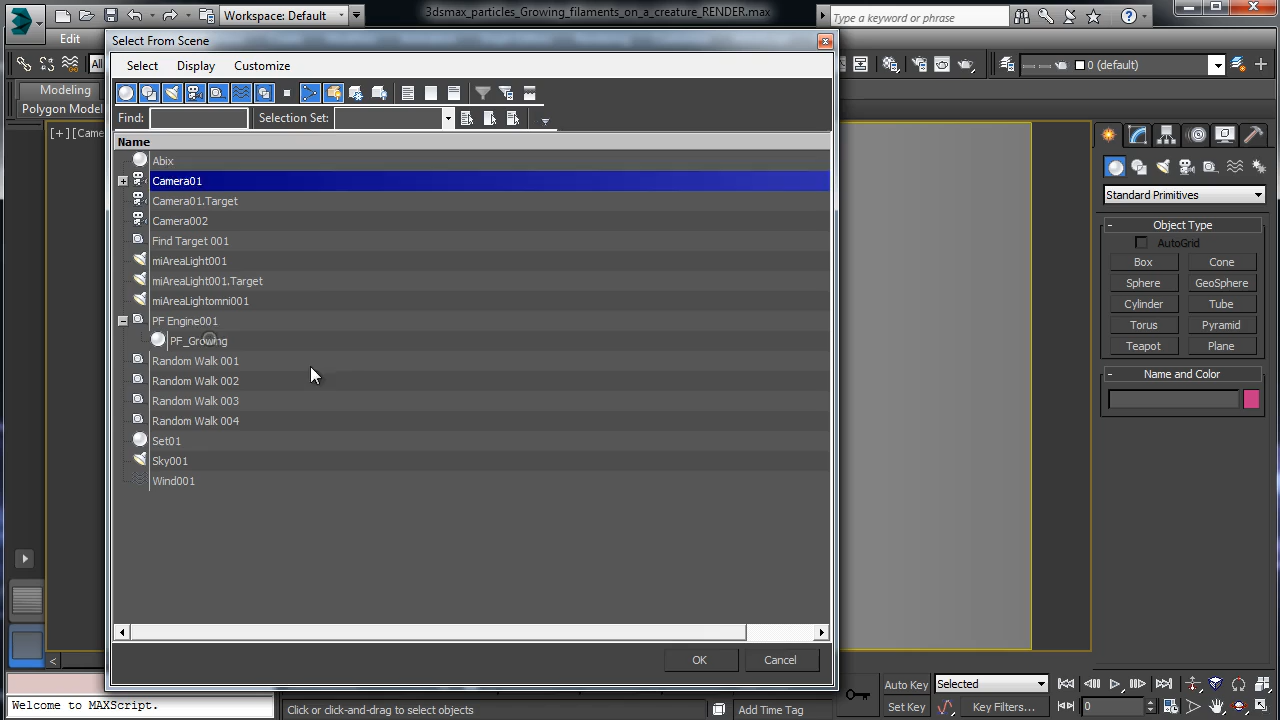 Workspace: Default
3dsmax_particles_Growing_filaments_on_a_creature_RENDER.max
Type a keyword or phrase
Edit
Select From Scene
Select Display Customize
All
0 (default)
Modeling
Polygon Model
Find: Selection Set:
[+][Came
Name
Abix
Camera01
Camera01.Target
Camera002
Find Target 001
miAreaLight001
miAreaLight001.Target
miAreaLightomni001
PF Engine001
PF_Growing
Random Walk 001
Random Walk 002
Random Walk 003
Random Walk 004
Set01
Sky001
Wind001
OK Cancel
Standard Primitives
- Object Type
AutoGrid
Box Cone
Sphere GeoSphere
Cylinder Tube
Torus Pyramid
Teapot Plane
- Name and Color
Auto Key Selected
Set Key Key Filters... 0
Welcome to MAXScript. Click or click-and-drag to select objects Add Time Tag